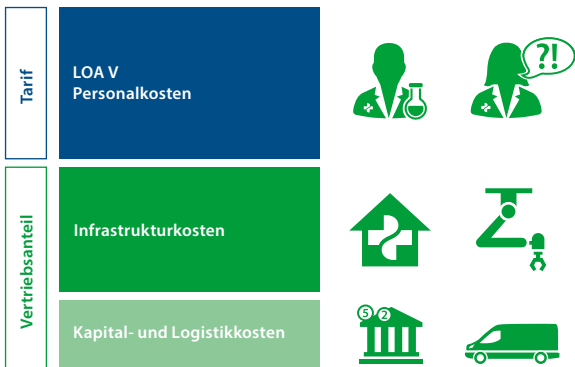 Tarif
LOA V
Personalkosten
?!
Vertriebsanteil
Infrastrukturkosten
Kapital- und Logistikkosten
5 2